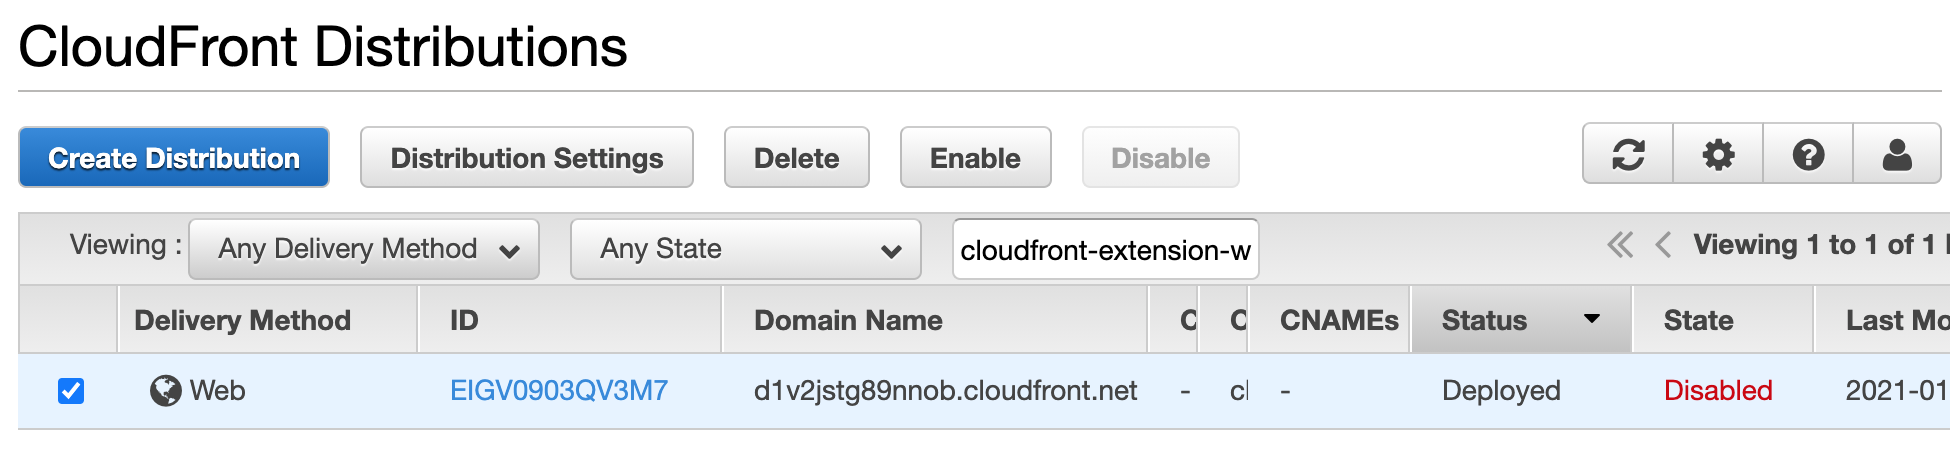 CloudFront Distributions
Create Distribution Distribution Settings Delete Enable Disable
Viewing : Any Delivery Method Any State cloudfront-extension-w Viewing 1 to 1 of 1
Delivery Method ID Domain Name C C CNAMEs Status State Last Mo
Web EIGV0903QV3M7 d1v2jstg89nnob.cloudfront.net - cl - Deployed Disabled 2021-01